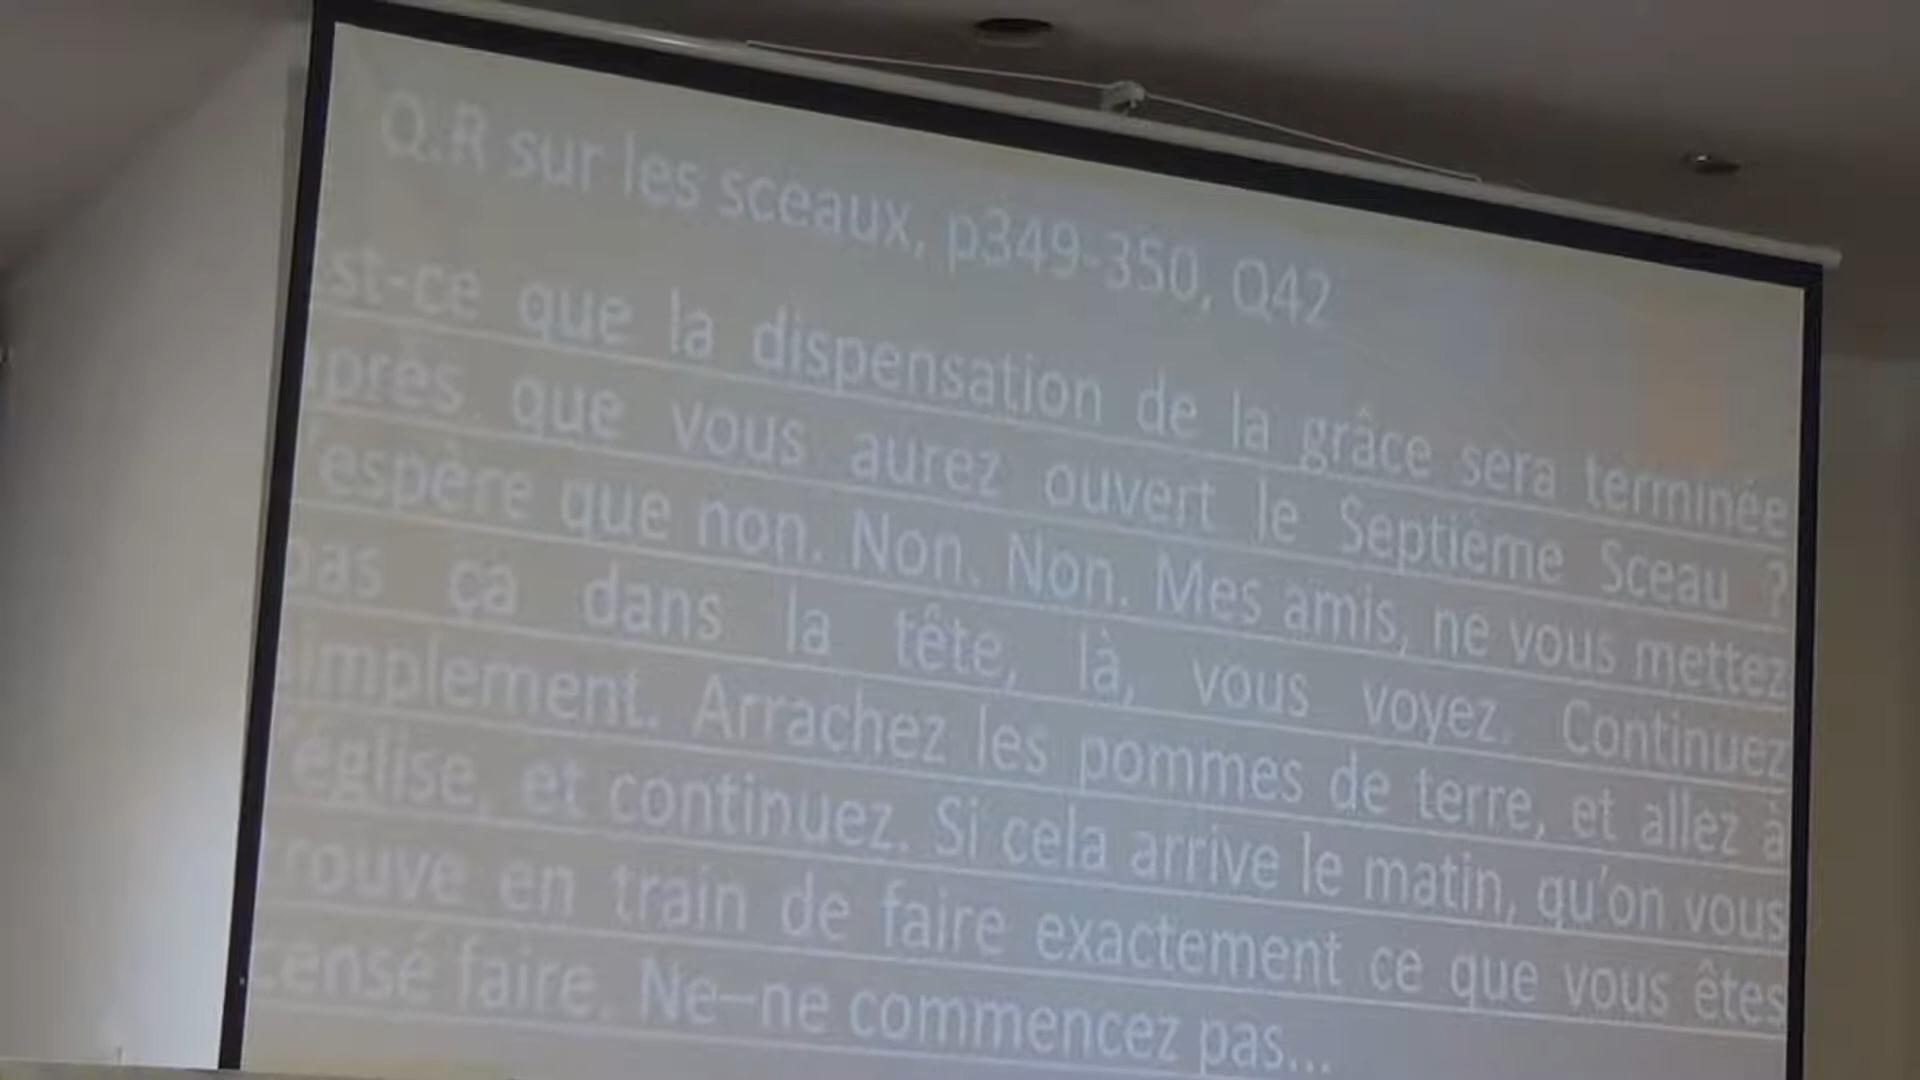 Q.R sur les sceaux, p349-350, Q42
st-ce que la dispensation de la grâce sera terminée
près que vous aurez ouvert le Septième Sceau ?
'espère que non. Non. Non. Mes amis, ne vous mettez
pas ça dans la tête, là, vous voyez. Continuez
simplement. Arrachez les pommes de terre, et allez à
l'église, et continuez. Si cela arrive le matin, qu'on vous
trouve en train de faire exactement ce que vous êtes
censé faire. Ne—ne commencez pas...